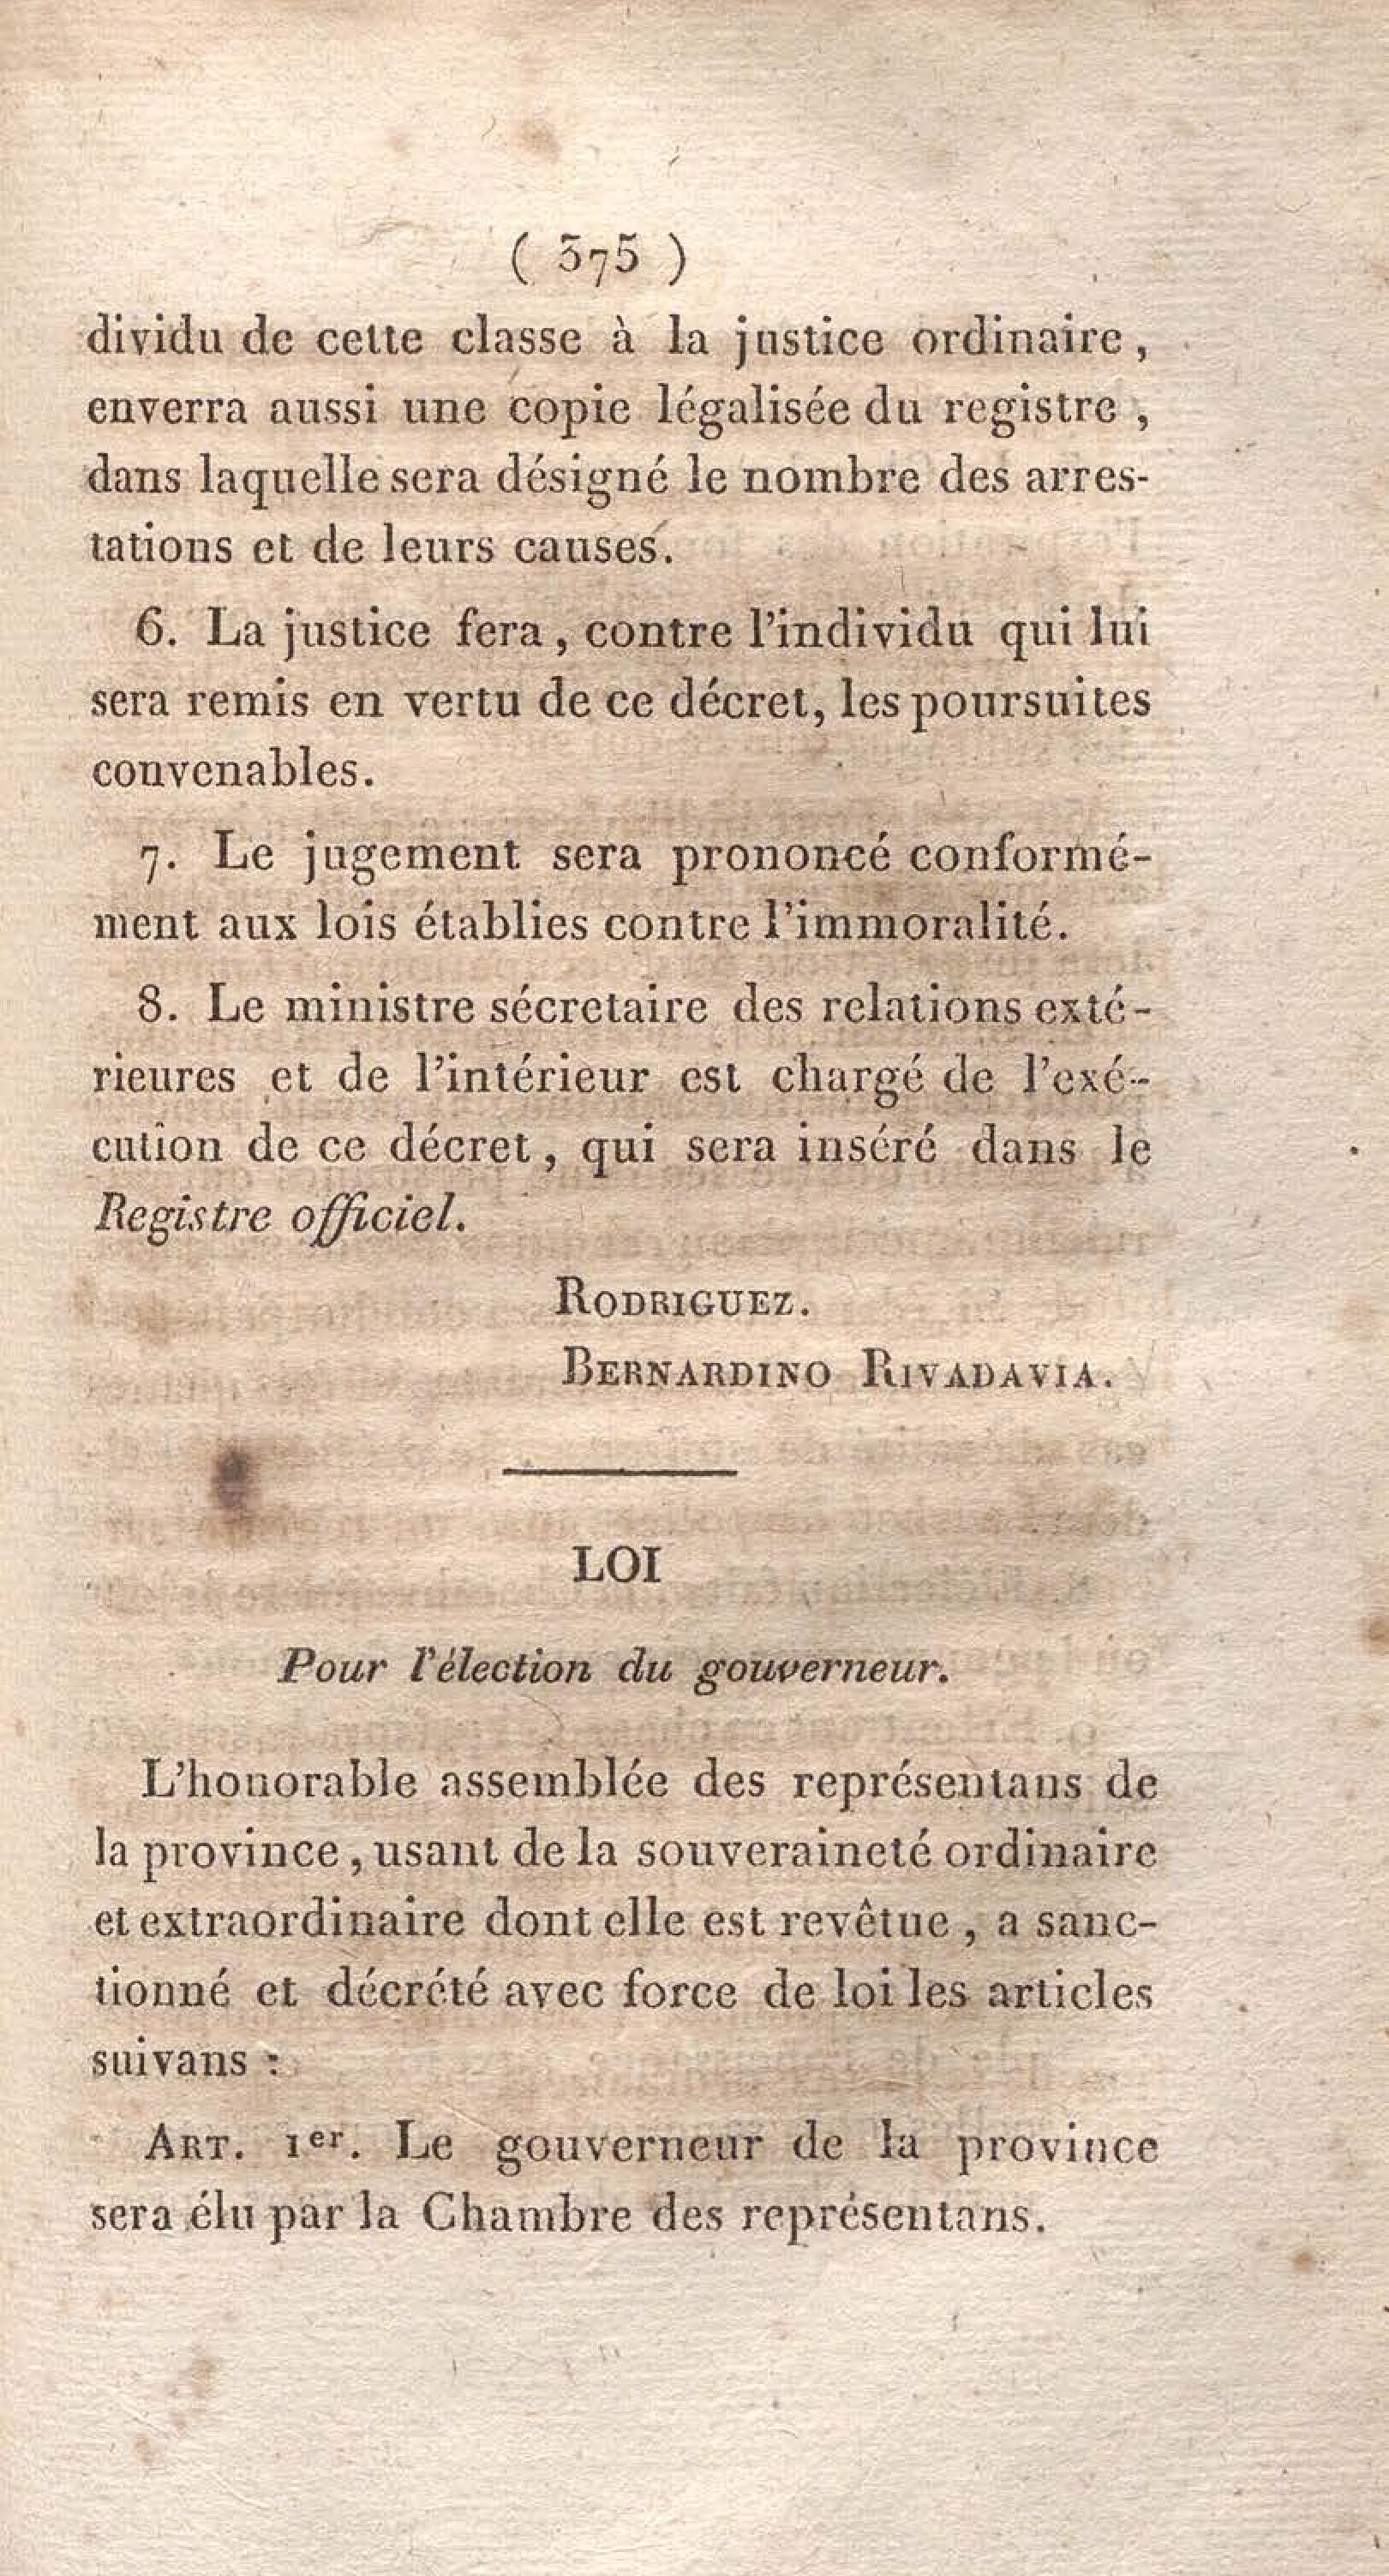 ( 375 )
dividu de cette classe à la justice ordinaire,
enverra aussi une copie légalisée du registre,
dans laquelle sera désigné le nombre des arres-
tations et de leurs causes.
6. La justice fera, contre l'individu qui lui
sera remis en vertu de ce décret, les poursuites
convenables.
7. Le jugement sera prononcé conformé-
ment aux lois établies contre l'immoralité.
8. Le ministre sécretaire des relations exté-
rieures et de l'intérieur est chargé de l'exé-
cution de ce décret, qui sera inséré dans le
Registre officiel.
RODRIGUEZ.
BERNARDINO RIVADAVIA.
LOI
Pour l'élection du gouverneur.
L'honorable assemblée des représentans de
la province, usant de la souveraineté ordinaire
et extraordinaire dont elle est revêtue, a sanc-
tionné et décrété avec force de loi les articles
suivans :
ART. 1er. Le gouverneur de la province
sera élu par la Chambre des représentans.